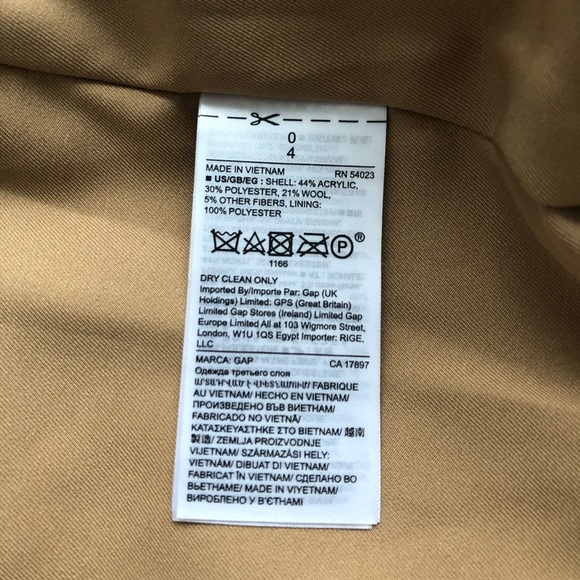 0
4
MADE IN VIETNAM RN 54023
■ US/GB/EG : SHELL: 44% ACRYLIC,
30% POLYESTER, 21% WOOL,
5% OTHER FIBERS, LINING:
100% POLYESTER
P ®
1166
DRY CLEAN ONLY
Imported By/Importe Par: Gap (UK
Holdings) Limited: GPS (Great Britain)
Limited Gap Stores (Ireland) Limited Gap
Europe Limited All at 103 Wigmore Street,
London, W1U 1QS Egypt Importer: RIGE,
LLC
MARCA: GAP CA 17897
Одежда третьего слоя
FABRIQUE
AU VIETNAM/ HECHO EN VIETNAM/
ПРОИЗВЕДЕНО ВЪВ ВИЕТНАМ/
FABRICADO NO VIETNÃ/
ΚΑΤΑΣΚΕΥΑΣΤΗΚΕ ΣΤΟ ΒΙΕΤΝΑΜ/ 越南
製造/ ZEMLJA PROIZVODNJE
VIJETNAM/ SZÁRMAZÁSI HELY:
VIETNÁM/ DIBUAT DI VIETNAM/
FABRICAT ÎN VIETNAM/ СДЕЛАНО ВО
ВЬЕТНАМЕ/ MADE IN VIYETNAM/
ВИРОБЛЕНО У В'ЄТНАМІ